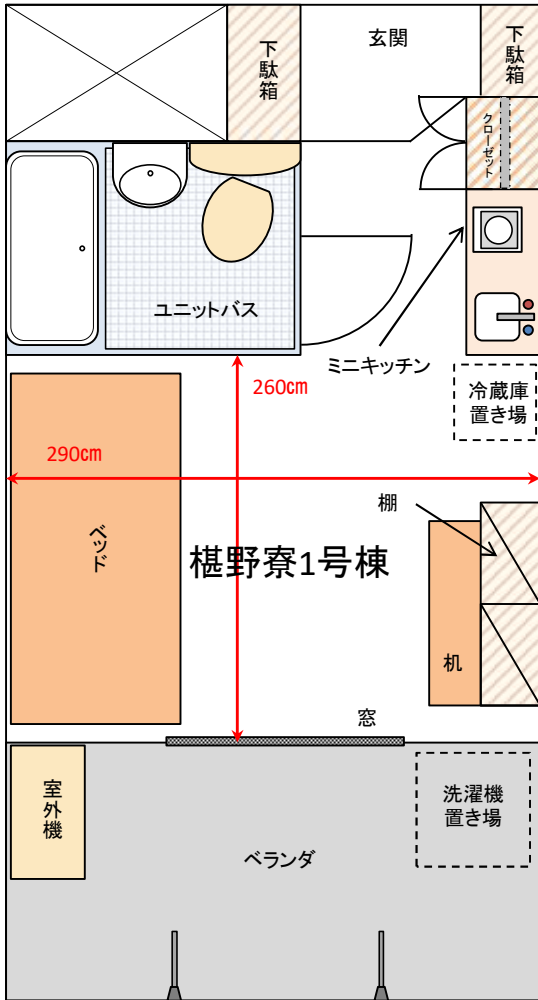 下駄箱
玄関
下駄箱
クローゼット
ユニットバス
ミニキッチン
260㎝
冷蔵庫
置き場
290㎝
棚
ベッド
椹野寮1号棟
机
窓
室外機
洗濯機
置き場
ベランダ